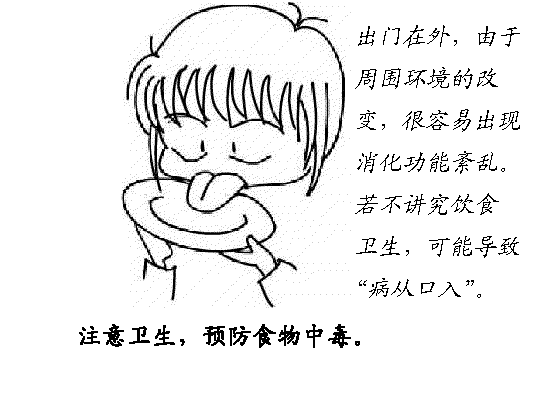 出门在外，由于
周围环境的改
变，很容易出现
消化功能紊乱。
若不讲究饮食
卫生，可能导致
“病从口入”。
注意卫生，预防食物中毒。